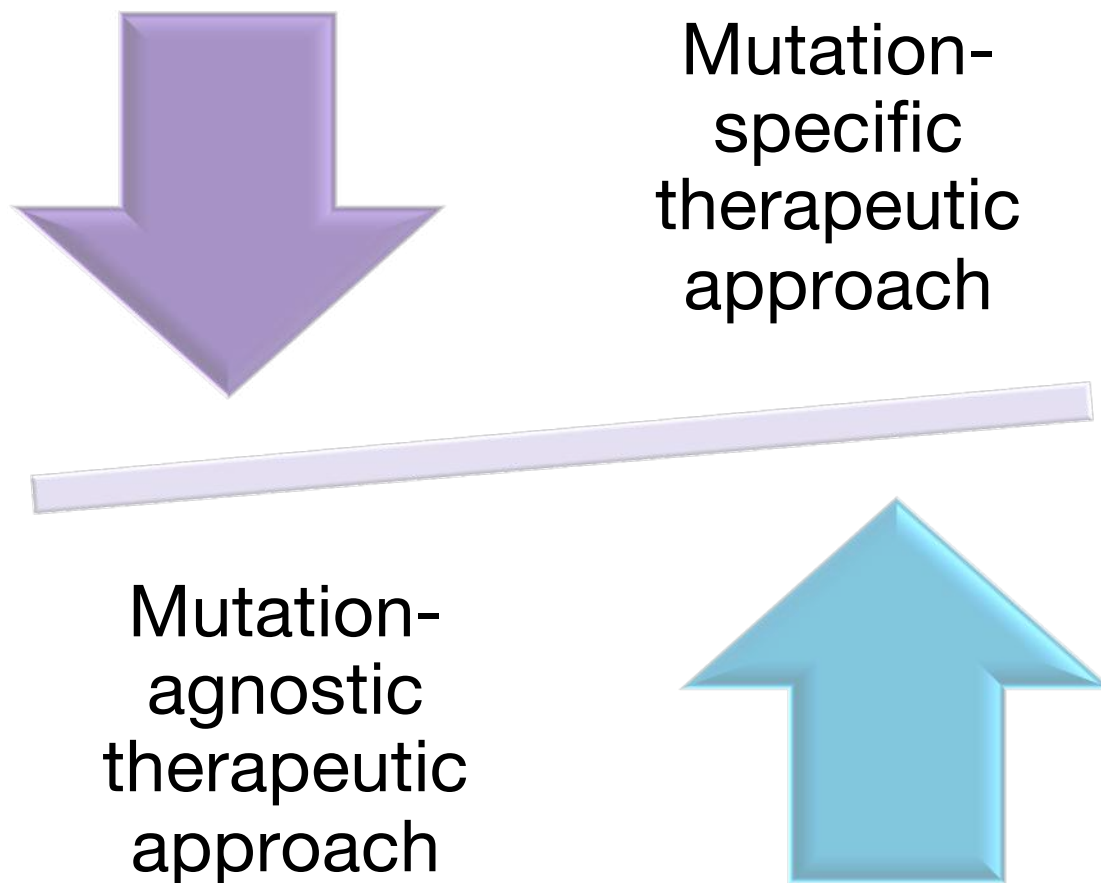 Mutation-
specific
therapeutic
approach
Mutation-
agnostic
therapeutic
approach